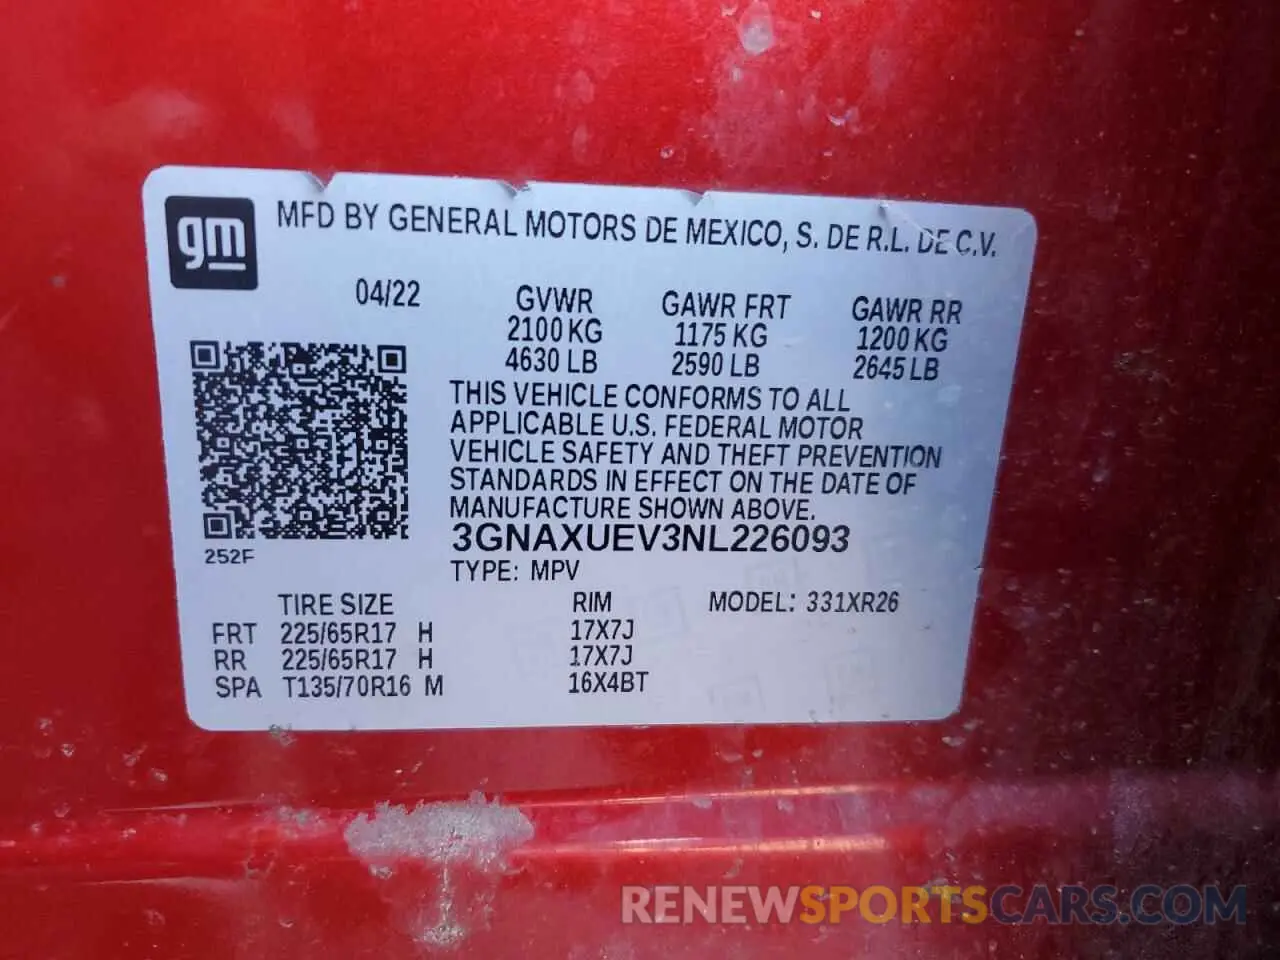 gm
MFD BY GENERAL MOTORS DE MEXICO, S. DE R.L. DE C.V.
04/22
GVWR GAWR FRT GAWR RR
2100 KG 1175 KG 1200 KG
4630 LB 2590 LB 2645 LB
THIS VEHICLE CONFORMS TO ALL
APPLICABLE U.S. FEDERAL MOTOR
VEHICLE SAFETY AND THEFT PREVENTION
STANDARDS IN EFFECT ON THE DATE OF
MANUFACTURE SHOWN ABOVE.
252F
3GNAXUEV3NL226093
TYPE: MPV
TIRE SIZE RIM MODEL: 331XR26
FRT 225/65R17 H 17X7J
RR 225/65R17 H 17X7J
SPA T135/70R16 M 16X4BT
RENEWSPORTSCARS.COM